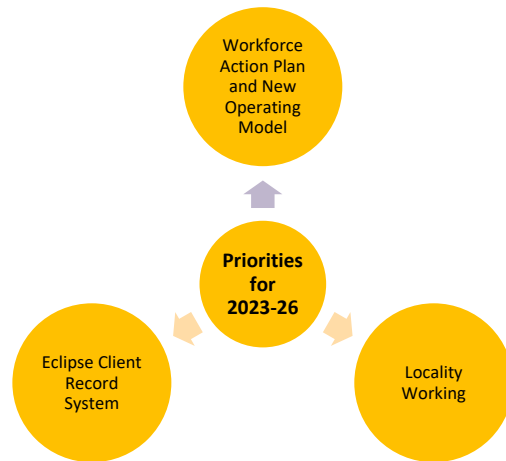 Workforce
Action Plan
and New
Operating
Model
Priorities
for
2023-26
Eclipse Client
Record
System
Locality
Working